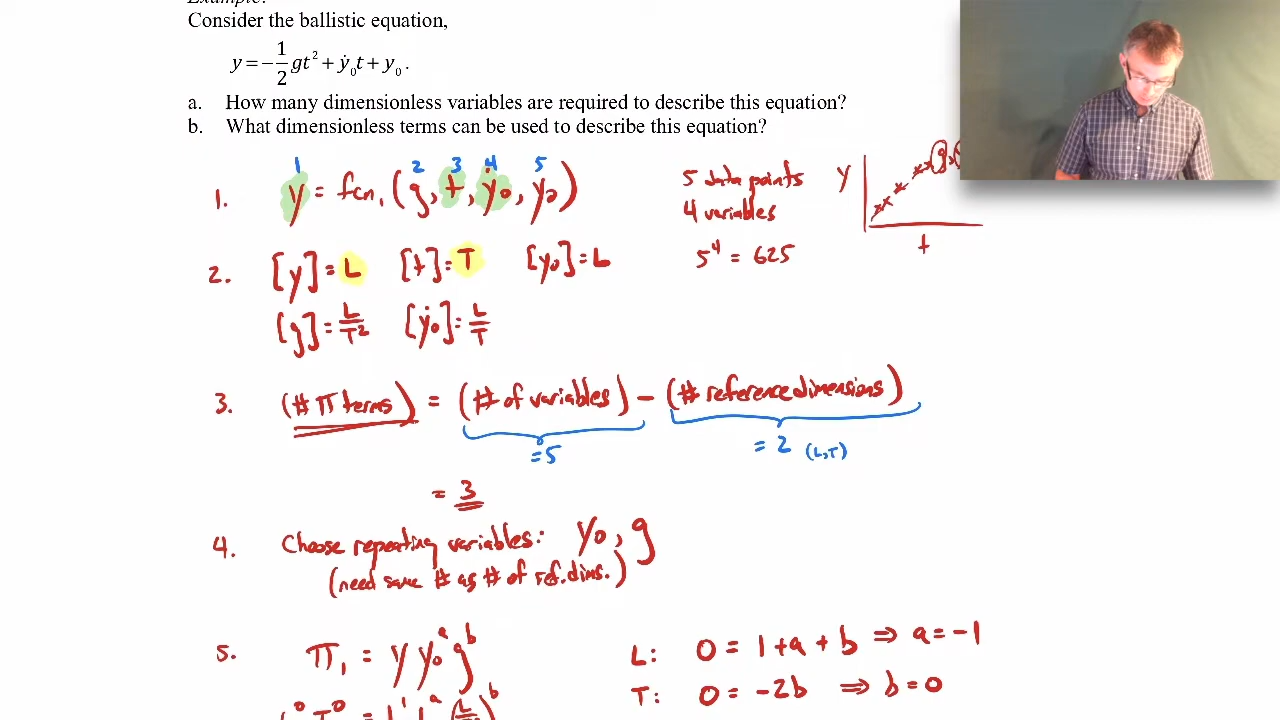 Example:
Consider the ballistic equation,
y = -1/2 gt² + ẏ₀t + y₀.
a. How many dimensionless variables are required to describe this equation?
b. What dimensionless terms can be used to describe this equation?
1 2 3 4 5
1. y = fcn₁ (g, t, ẏ₀, y₀)
5 data points
4 variables
5⁴ = 625
y
t
2. [y] = L [t] = T [y₀] = L
[g] = L/T² [ẏ₀] = L/T
3. (# Π terms) = (# of variables) - (# reference dimensions)
= 5 = 2 (L,T)
= 3
4. Choose repeating variables: y₀, g
(need same # as # of ref. dims.)
5. Π₁ = y y₀ᵃ gᵇ L: 0 = 1 + a + b ⇒ a = -1
T: 0 = -2b ⇒ b = 0
L⁰T⁰ = L¹ Lᵃ (L/)ᵇ